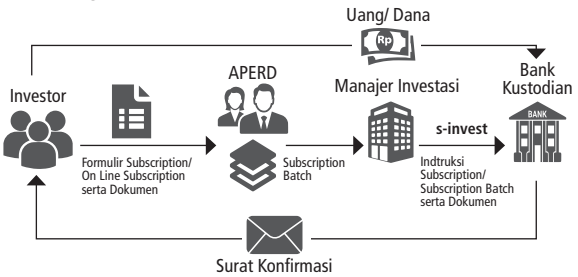 Uang/ Dana
Rp
APERD
Manajer Investasi
Bank
Kustodian
Investor
BANK
s-invest
Formulir Subscription/
On Line Subscription
serta Dokumen
Subscription
Batch
Indtruksi
Subscription/
Subscription Batch
serta Dokumen
Surat Konfirmasi